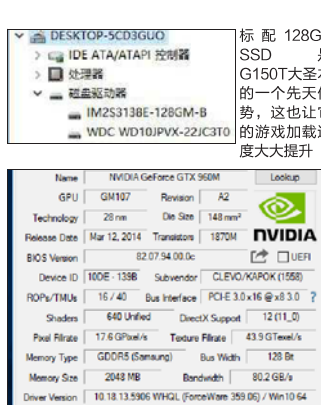 DESKTOP-5CD3GUO
IDE ATA/ATAPI 控制器
处理器
磁盘驱动器
IM2S3138E-128GM-B
WDC WD10JPVX-22JC3T0
标 配 128G
SSD
G150T大圣
的一个先天
势，这也让
的游戏加载
度大大提升
Name NVIDIA GeForce GTX 960M Lookup
GPU GM107 Revision A2
Technology 28 nm Die Size 148 mm²
Release Date Mar 12, 2014 Transistors 1870M
NVIDIA
BIOS Version 82.07.94.00.0c UEFI
Device ID 10DE - 139B Subvendor CLEVO/KAPOK (1558)
ROPs/TMUs 16 / 40 Bus Interface PCI-E 3.0 x16 @ x8 3.0 ?
Shaders 640 Unified DirectX Support 12 (11_0)
Pixel Fillrate 17.6 GPixel/s Texture Fillrate 43.9 GTexel/s
Memory Type GDDR5 (Samsung) Bus Width 128 Bit
Memory Size 2048 MB Bandwidth 80.2 GB/s
Driver Version 10.18.13.5906 WHQL (ForceWare 359.06) / Win10 64